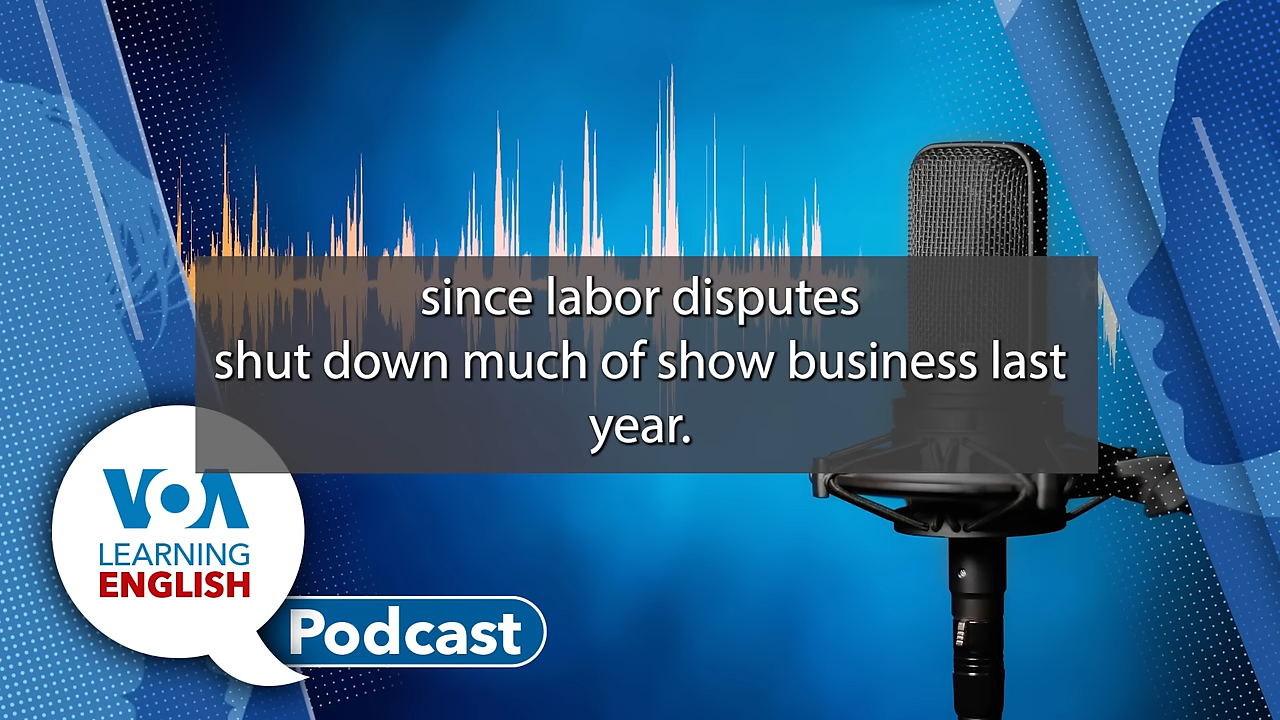 since labor disputes
shut down much of show business last
year.
VOA
LEARNING
ENGLISH
Podcast